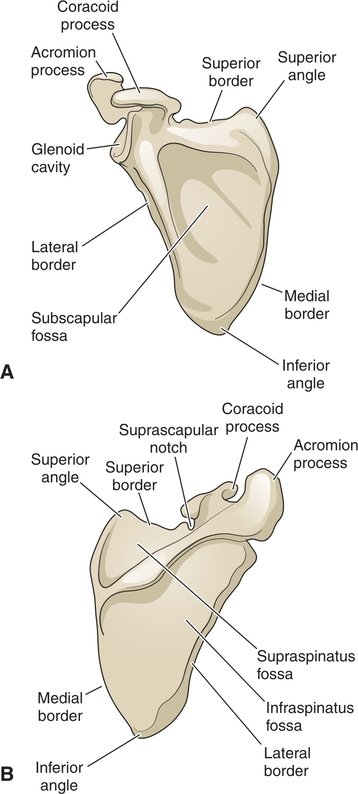 Coracoid
process
Acromion
process
Superior
border
Superior
angle
Glenoid
cavity
Lateral
border
Subscapular
fossa
Medial
border
Inferior
angle
A
Coracoid
process
Suprascapular
notch
Acromion
process
Superior
angle
Superior
border
Supraspinatus
fossa
Medial
border
Infraspinatus
fossa
Lateral
border
Inferior
angle
B